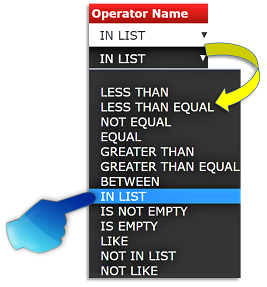 Operator Name
IN LIST
IN LIST
LESS THAN
LESS THAN EQUAL
NOT EQUAL
EQUAL
GREATER THAN
GREATER THAN EQUAL
BETWEEN
IN LIST
IS NOT EMPTY
IS EMPTY
LIKE
NOT IN LIST
NOT LIKE